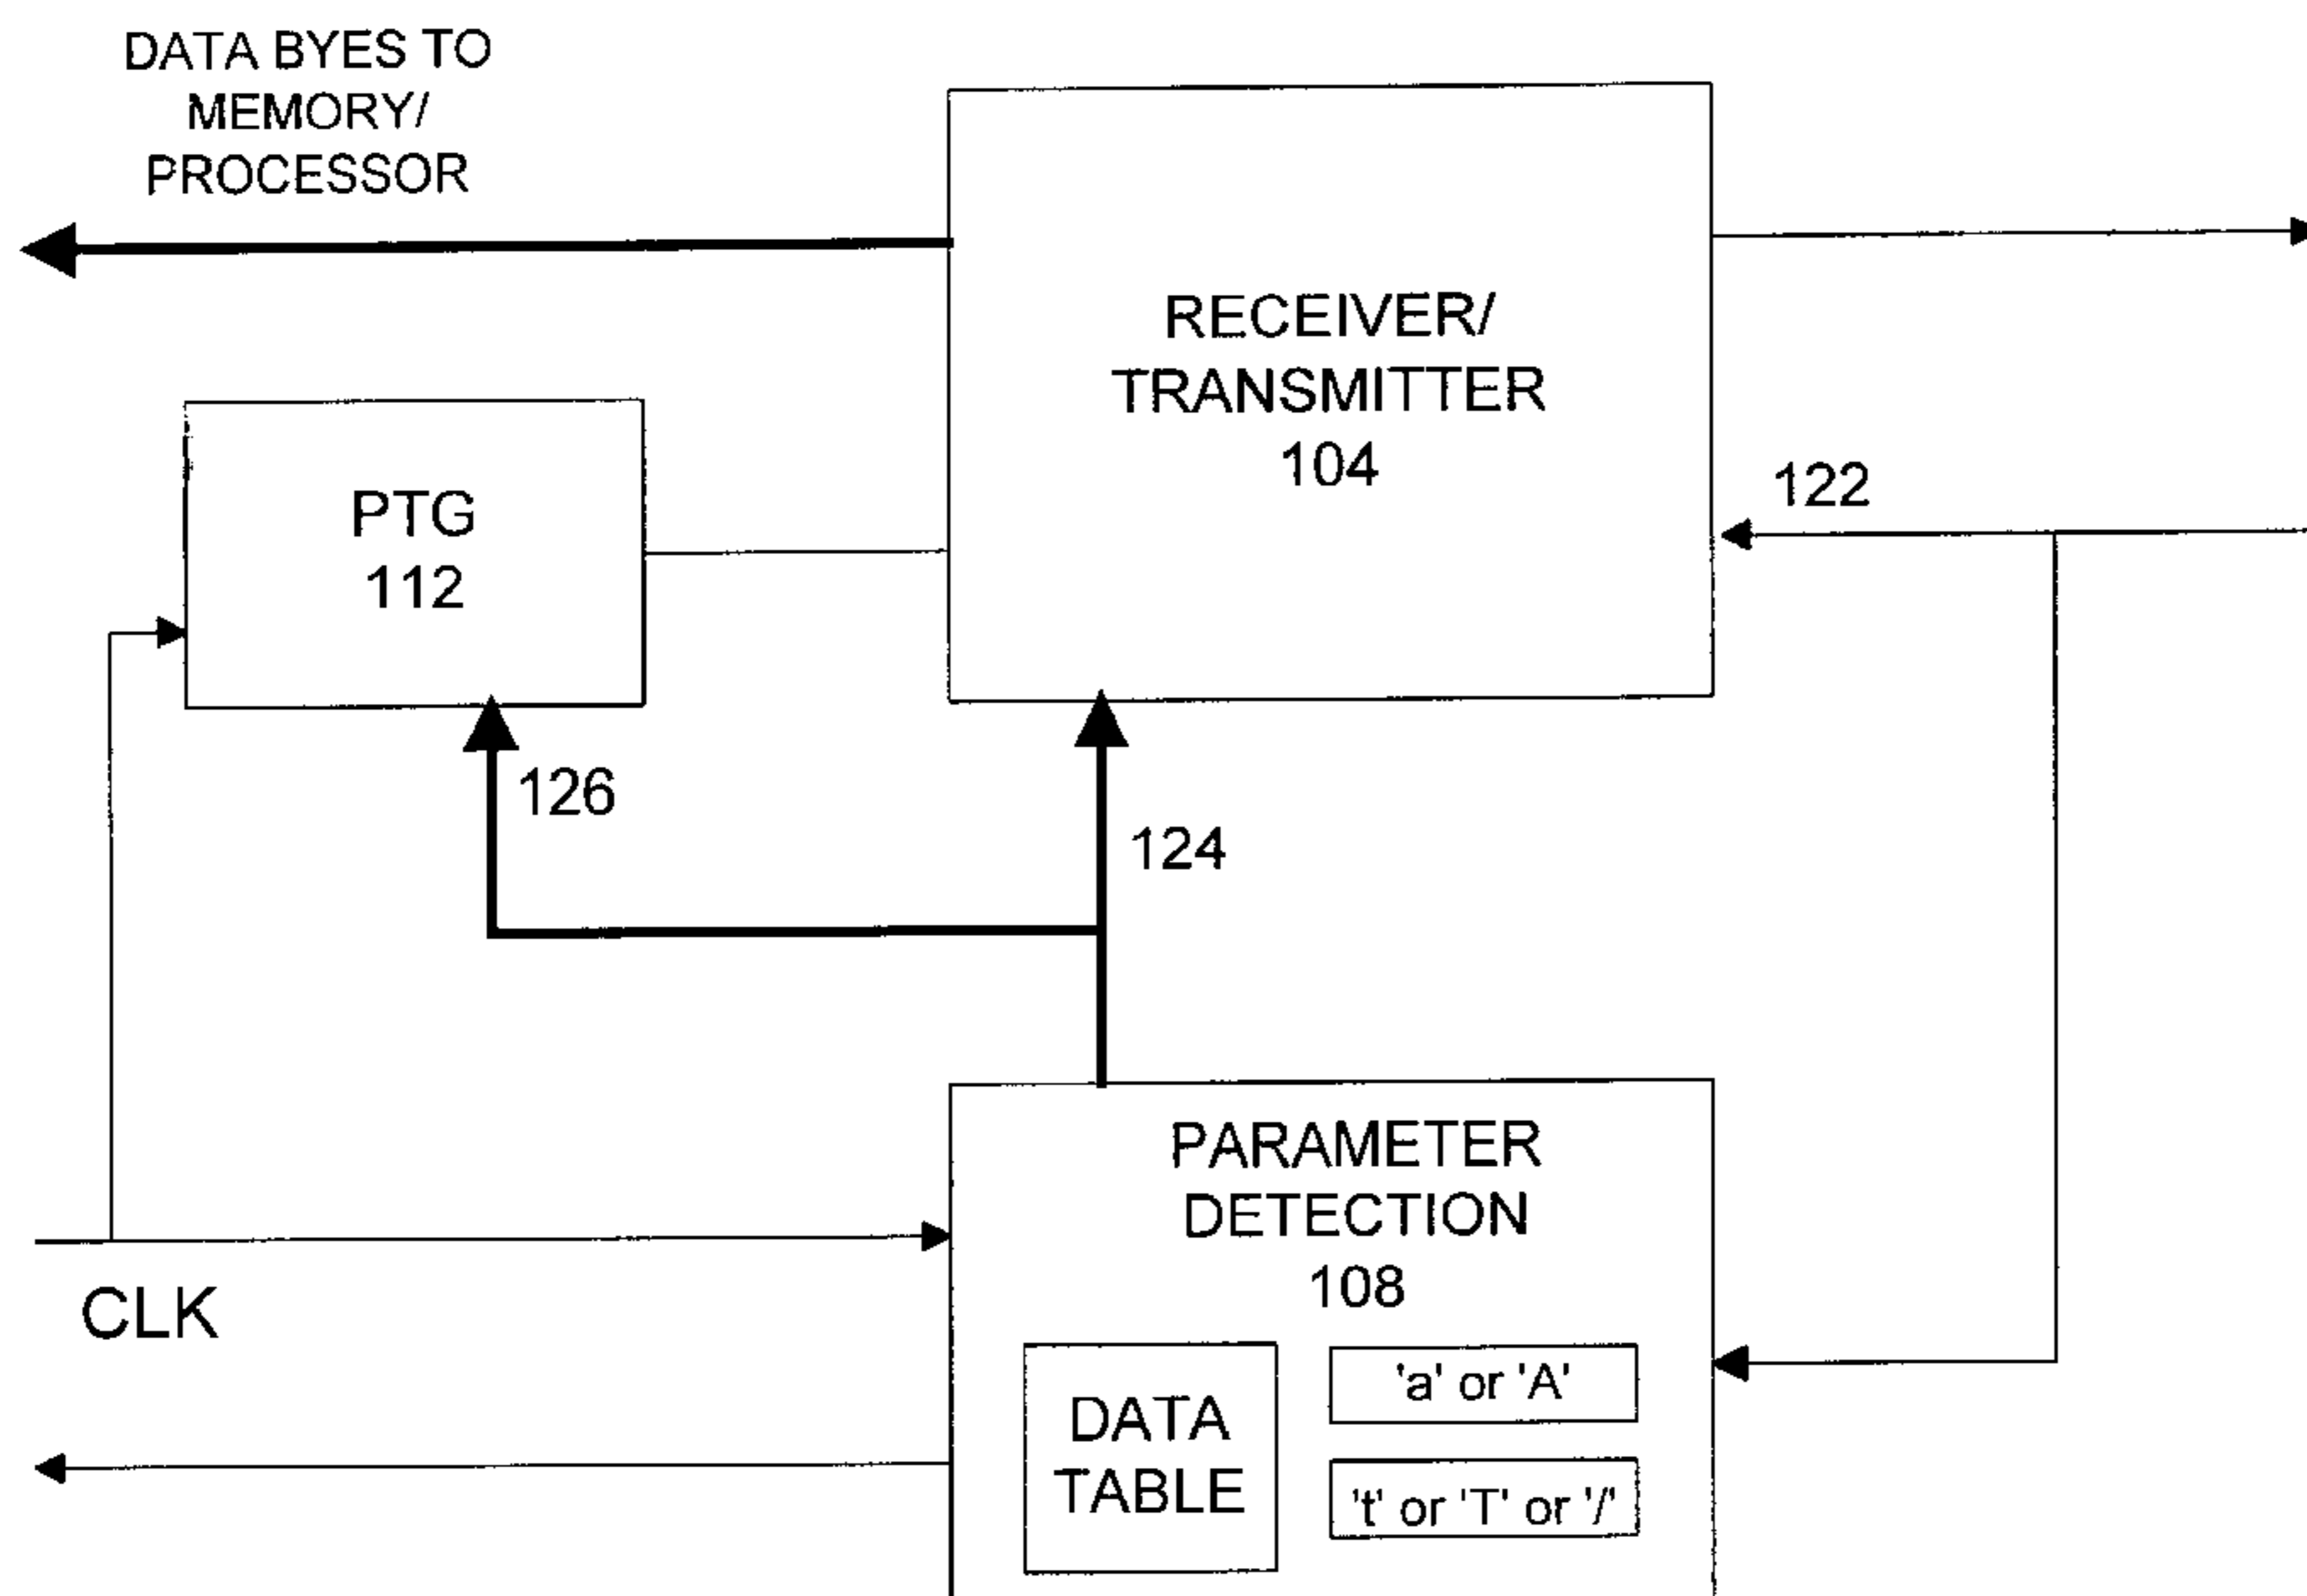 DATA BYES TO
MEMORY/
PROCESSOR
RECEIVER/
TRANSMITTER
104
122
PTG
112
126
124
PARAMETER
DETECTION
108
CLK
'a' or 'A'
DATA
TABLE
't' or 'T' or '/'